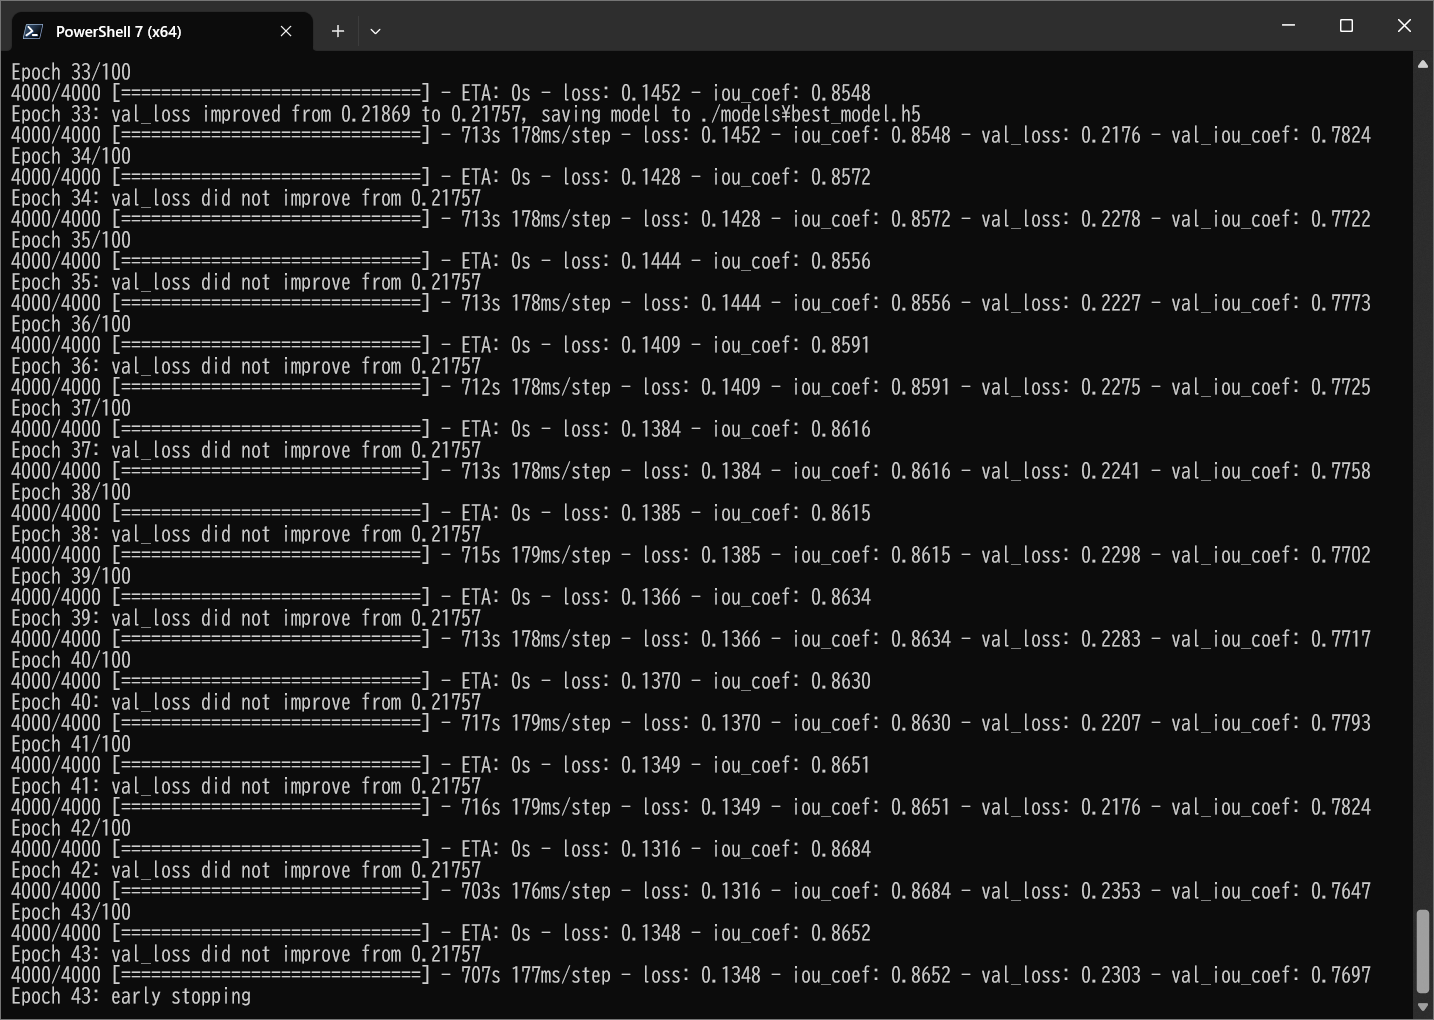 PowerShell 7 (x64)
Epoch 33/100
4000/4000 [==============================] - ETA: 0s - loss: 0.1452 - iou_coef: 0.8548
Epoch 33: val_loss improved from 0.21869 to 0.21757, saving model to ./models¥best_model.h5
4000/4000 [==============================] - 713s 178ms/step - loss: 0.1452 - iou_coef: 0.8548 - val_loss: 0.2176 - val_iou_coef: 0.7824
Epoch 34/100
4000/4000 [==============================] - ETA: 0s - loss: 0.1428 - iou_coef: 0.8572
Epoch 34: val_loss did not improve from 0.21757
4000/4000 [==============================] - 713s 178ms/step - loss: 0.1428 - iou_coef: 0.8572 - val_loss: 0.2278 - val_iou_coef: 0.7722
Epoch 35/100
4000/4000 [==============================] - ETA: 0s - loss: 0.1444 - iou_coef: 0.8556
Epoch 35: val_loss did not improve from 0.21757
4000/4000 [==============================] - 713s 178ms/step - loss: 0.1444 - iou_coef: 0.8556 - val_loss: 0.2227 - val_iou_coef: 0.7773
Epoch 36/100
4000/4000 [==============================] - ETA: 0s - loss: 0.1409 - iou_coef: 0.8591
Epoch 36: val_loss did not improve from 0.21757
4000/4000 [==============================] - 712s 178ms/step - loss: 0.1409 - iou_coef: 0.8591 - val_loss: 0.2275 - val_iou_coef: 0.7725
Epoch 37/100
4000/4000 [==============================] - ETA: 0s - loss: 0.1384 - iou_coef: 0.8616
Epoch 37: val_loss did not improve from 0.21757
4000/4000 [==============================] - 713s 178ms/step - loss: 0.1384 - iou_coef: 0.8616 - val_loss: 0.2241 - val_iou_coef: 0.7758
Epoch 38/100
4000/4000 [==============================] - ETA: 0s - loss: 0.1385 - iou_coef: 0.8615
Epoch 38: val_loss did not improve from 0.21757
4000/4000 [==============================] - 715s 179ms/step - loss: 0.1385 - iou_coef: 0.8615 - val_loss: 0.2298 - val_iou_coef: 0.7702
Epoch 39/100
4000/4000 [==============================] - ETA: 0s - loss: 0.1366 - iou_coef: 0.8634
Epoch 39: val_loss did not improve from 0.21757
4000/4000 [==============================] - 713s 178ms/step - loss: 0.1366 - iou_coef: 0.8634 - val_loss: 0.2283 - val_iou_coef: 0.7717
Epoch 40/100
4000/4000 [==============================] - ETA: 0s - loss: 0.1370 - iou_coef: 0.8630
Epoch 40: val_loss did not improve from 0.21757
4000/4000 [==============================] - 717s 179ms/step - loss: 0.1370 - iou_coef: 0.8630 - val_loss: 0.2207 - val_iou_coef: 0.7793
Epoch 41/100
4000/4000 [==============================] - ETA: 0s - loss: 0.1349 - iou_coef: 0.8651
Epoch 41: val_loss did not improve from 0.21757
4000/4000 [==============================] - 716s 179ms/step - loss: 0.1349 - iou_coef: 0.8651 - val_loss: 0.2176 - val_iou_coef: 0.7824
Epoch 42/100
4000/4000 [==============================] - ETA: 0s - loss: 0.1316 - iou_coef: 0.8684
Epoch 42: val_loss did not improve from 0.21757
4000/4000 [==============================] - 703s 176ms/step - loss: 0.1316 - iou_coef: 0.8684 - val_loss: 0.2353 - val_iou_coef: 0.7647
Epoch 43/100
4000/4000 [==============================] - ETA: 0s - loss: 0.1348 - iou_coef: 0.8652
Epoch 43: val_loss did not improve from 0.21757
4000/4000 [==============================] - 707s 177ms/step - loss: 0.1348 - iou_coef: 0.8652 - val_loss: 0.2303 - val_iou_coef: 0.7697
Epoch 43: early stopping